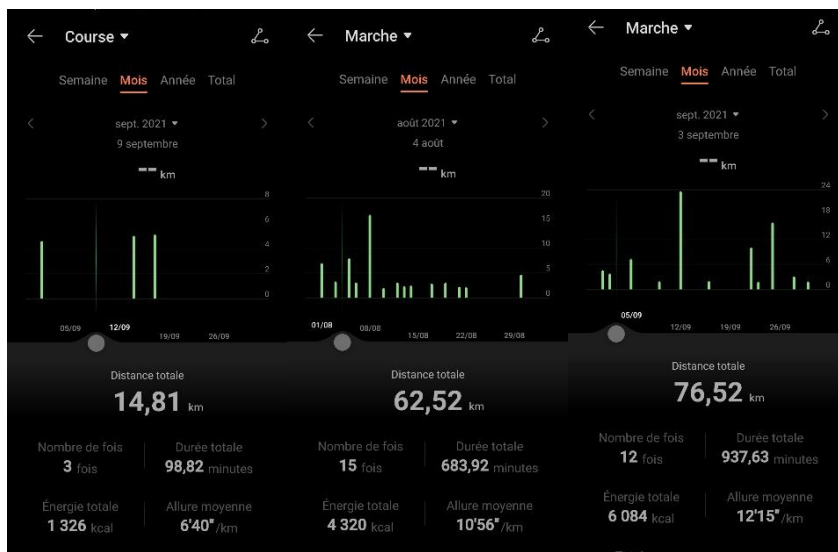 Course ▾
Semaine Mois Année Total
sept. 2021 ▾
9 septembre
-- km
8
6
4
2
0
05/09 12/09 19/09 26/09
Distance totale
14,81 km
Nombre de fois Durée totale
3 fois 98,82 minutes
Énergie totale Allure moyenne
1 326 kcal 6'40" /km
Marche ▾
Semaine Mois Année Total
août 2021 ▾
4 août
-- km
20
15
10
5
0
01/08 08/08 15/08 22/08 29/08
Distance totale
62,52 km
Nombre de fois Durée totale
15 fois 683,92 minutes
Énergie totale Allure moyenne
4 320 kcal 10'56" /km
Marche ▾
Semaine Mois Année Total
sept. 2021 ▾
3 septembre
-- km
24
18
12
6
0
05/09 12/09 19/09 26/09
Distance totale
76,52 km
Nombre de fois Durée totale
12 fois 937,63 minutes
Énergie totale Allure moyenne
6 084 kcal 12'15" /km